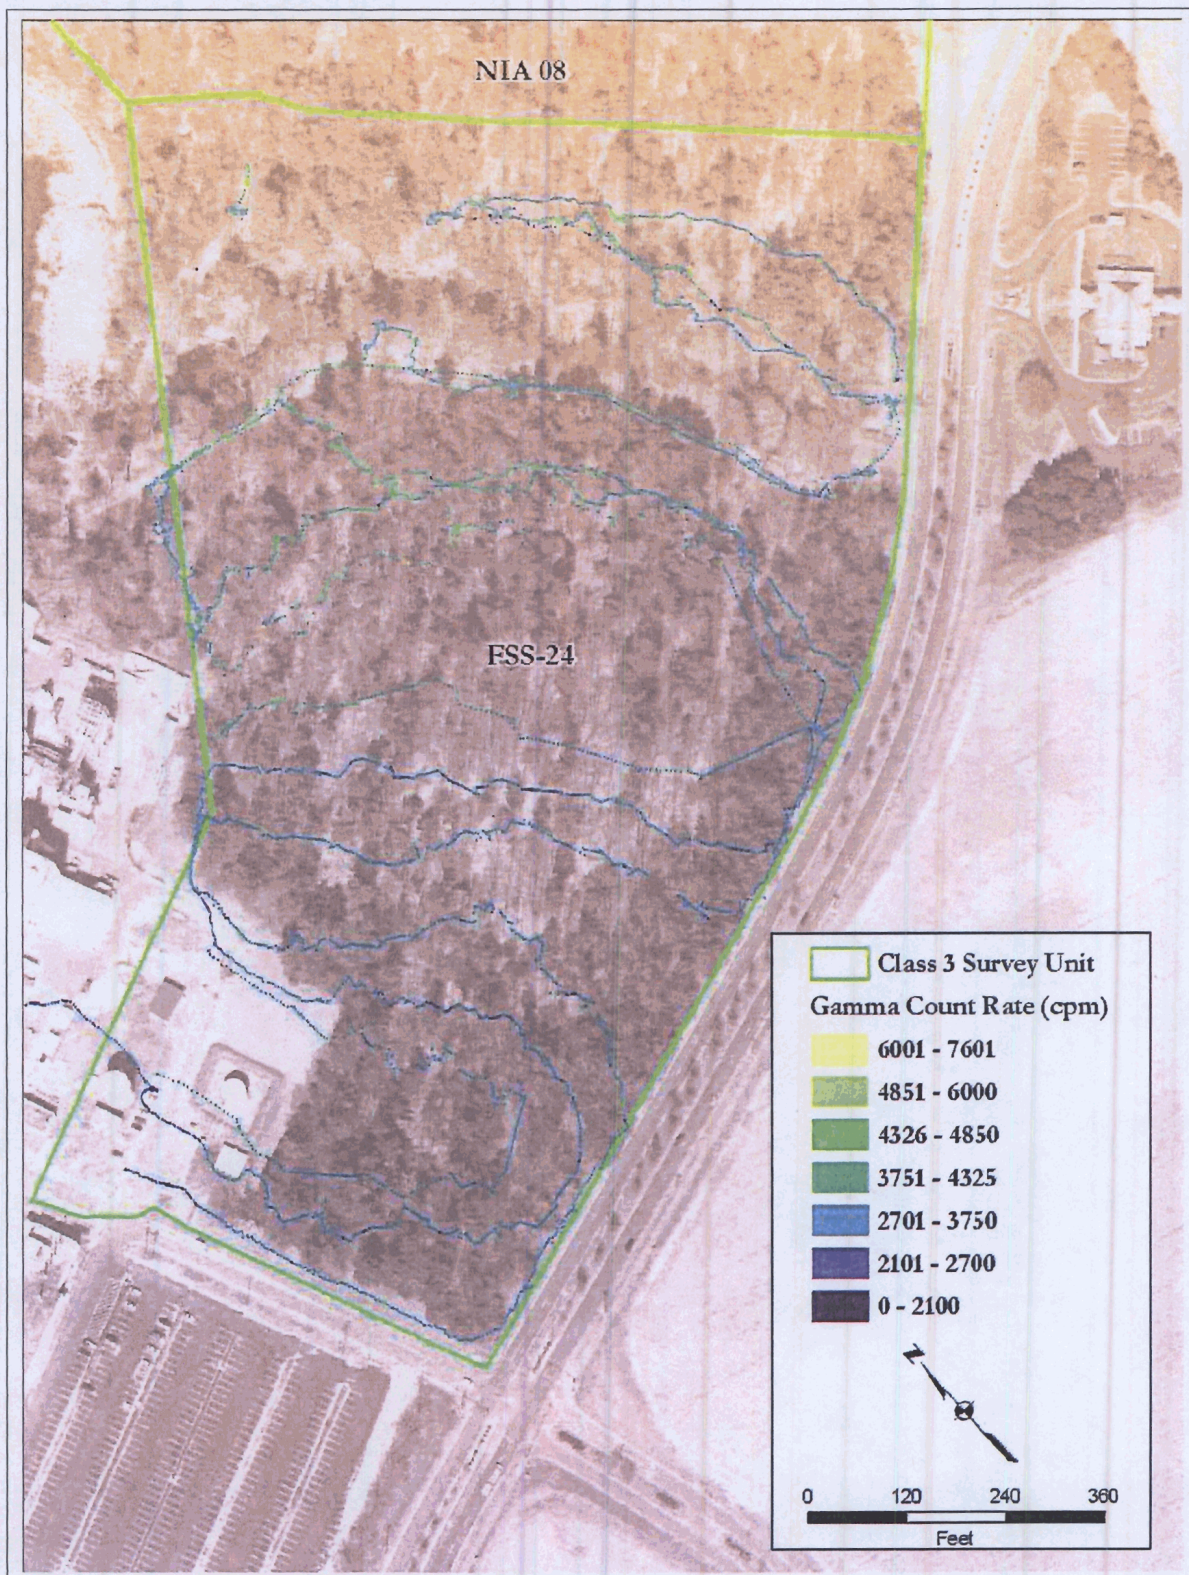 NIA 08
FSS-24
Class 3 Survey Unit
Gamma Count Rate (cpm)
6001 - 7601
4851 - 6000
4326 - 4850
3751 - 4325
2701 - 3750
2101 - 2700
0 - 2100
N
0 120 240 360
Feet